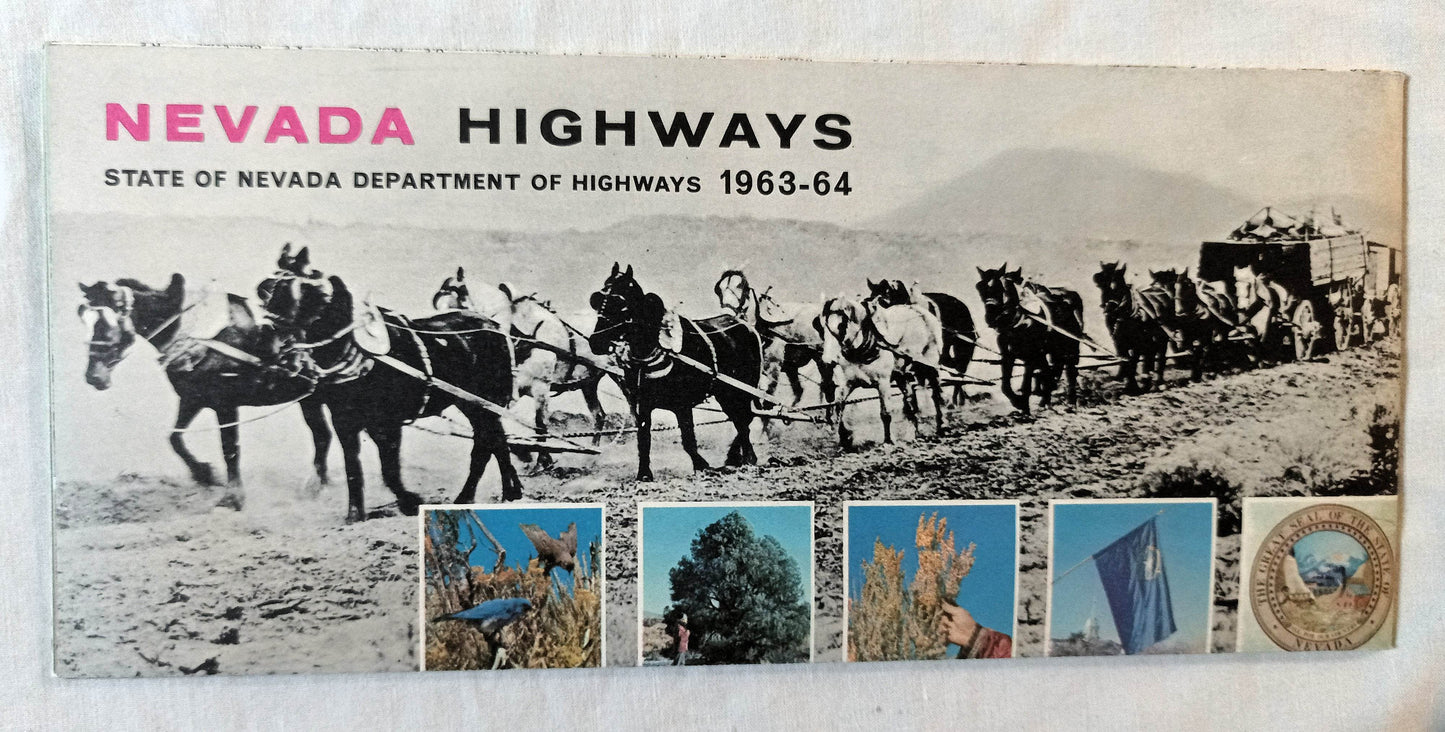 NEVADA HIGHWAYS
STATE OF NEVADA DEPARTMENT OF HIGHWAYS 1963-64
THE GREAT SEAL OF THE STATE OF
NEVADA